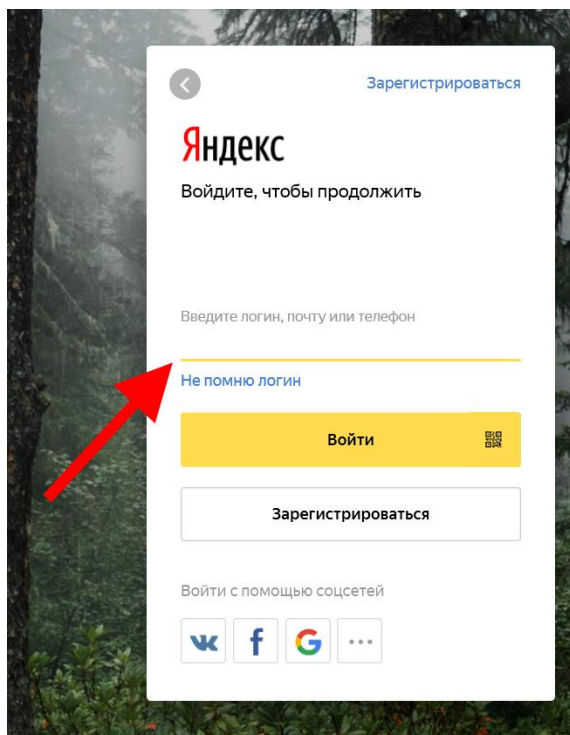 Зарегистрироваться
Яндекс
Войдите, чтобы продолжить
Введите логин, почту или телефон
Не помню логин
Войти
Зарегистрироваться
Войти с помощью соцсетей